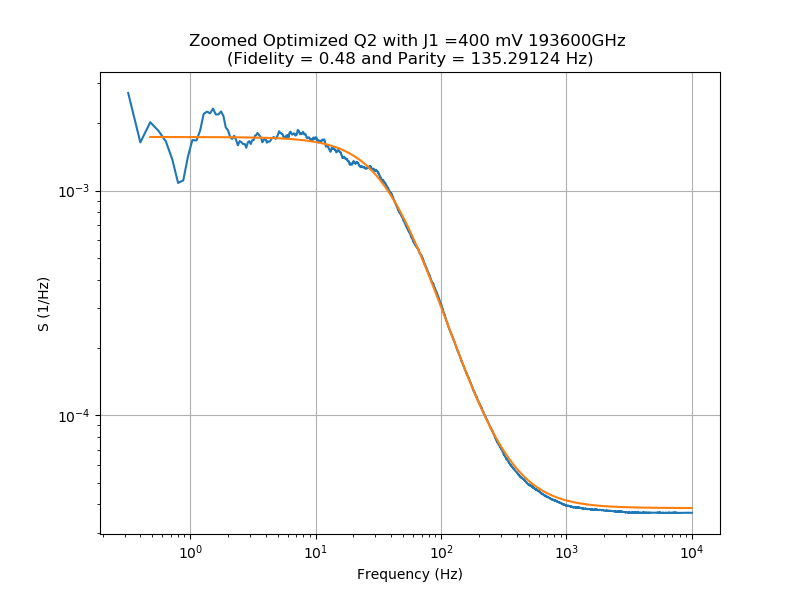 Zoomed Optimized Q2 with J1 =400 mV 193600GHz
(Fidelity = 0.48 and Parity = 135.29124 Hz)
S (1/Hz)
10⁻³
10⁻⁴
10⁰ 10¹ 10² 10³ 10⁴
Frequency (Hz)